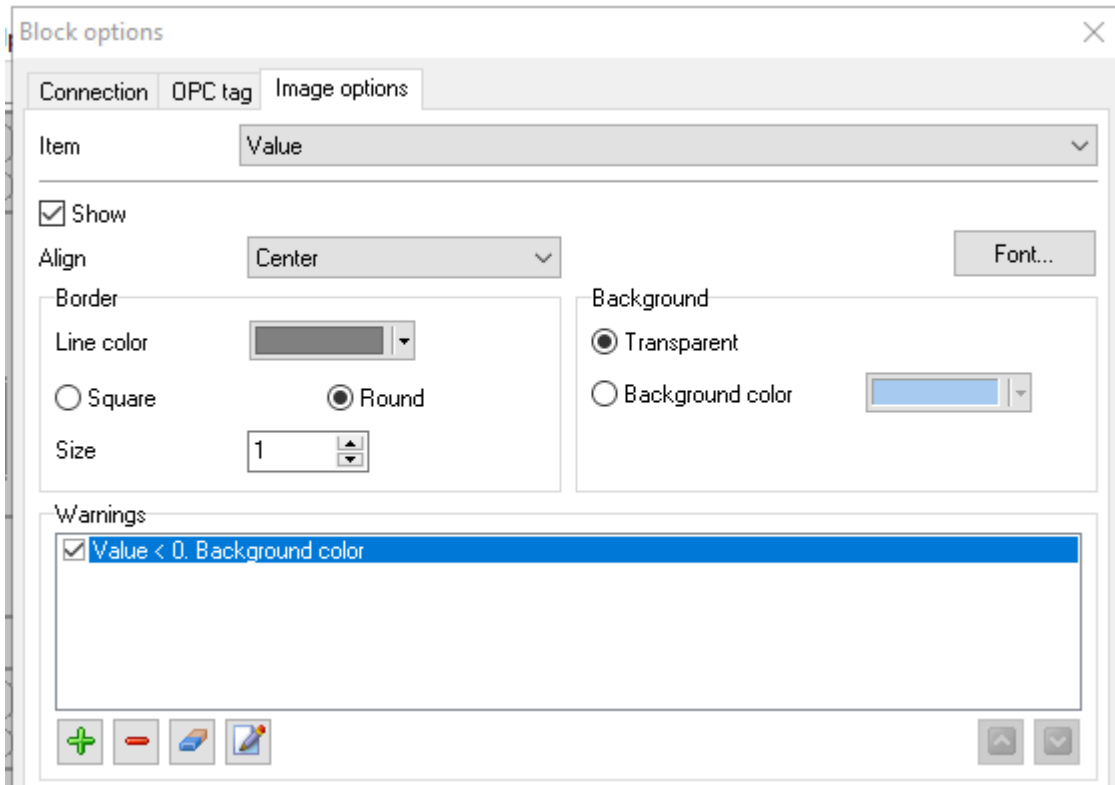 Block options
Connection OPC tag Image options
Item Value
Show
Align Center Font...
Border Background
Line color Transparent
Square Round Background color
Size 1
Warnings
Value < 0. Background color